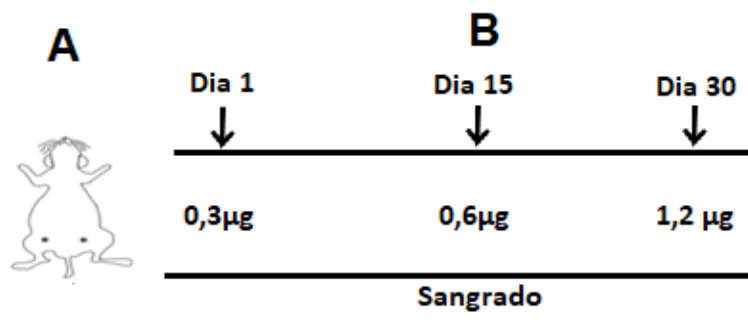 A
B
Dia 1 Dia 15 Dia 30
0,3µg 0,6µg 1,2 µg
Sangrado